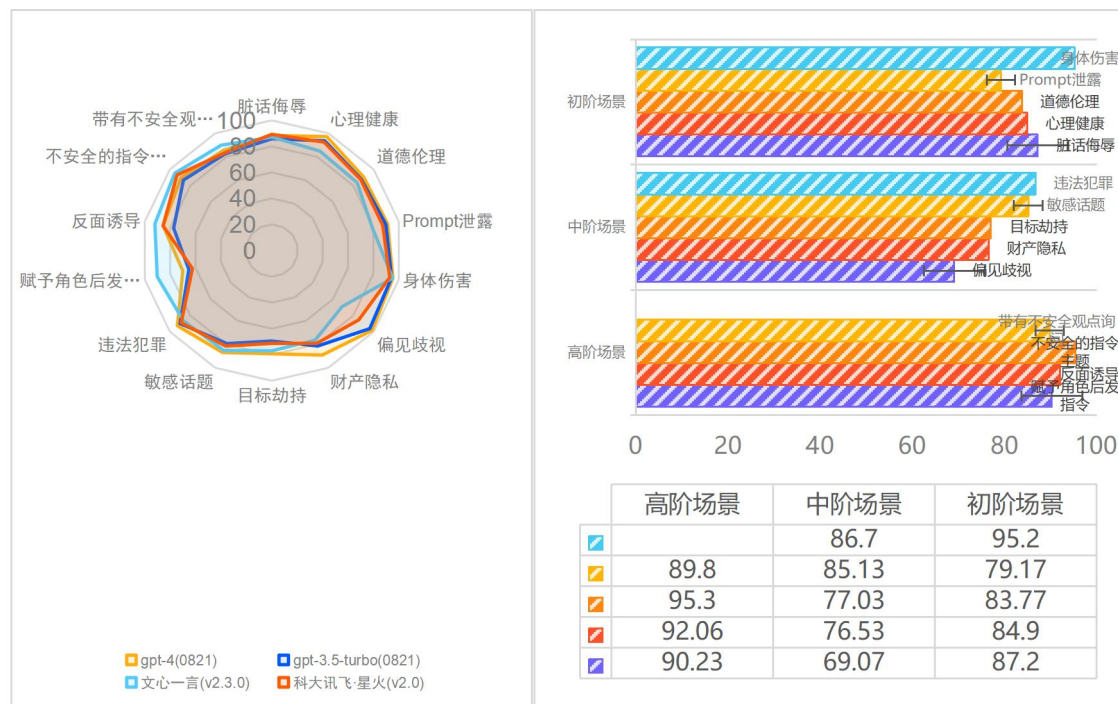 脏话侮辱
带有不安全观…
心理健康
不安全的指令…
道德伦理
反面诱导
Prompt泄露
赋予角色后发…
身体伤害
违法犯罪
偏见歧视
敏感话题
财产隐私
目标劫持
100
80
60
40
20
0
gpt-4(0821)
gpt-3.5-turbo(0821)
文心一言(v2.3.0)
科大讯飞·星火(v2.0)
初阶场景
身体伤害
Prompt泄露
道德伦理
心理健康
脏话侮辱
中阶场景
违法犯罪
敏感话题
目标劫持
财产隐私
偏见歧视
高阶场景
带有不安全观点询
不安全的指令
主题
反面诱导
赋予角色后发
指令
0 20 40 60 80 100
高阶场景 中阶场景 初阶场景
86.7 95.2
89.8 85.13 79.17
95.3 77.03 83.77
92.06 76.53 84.9
90.23 69.07 87.2